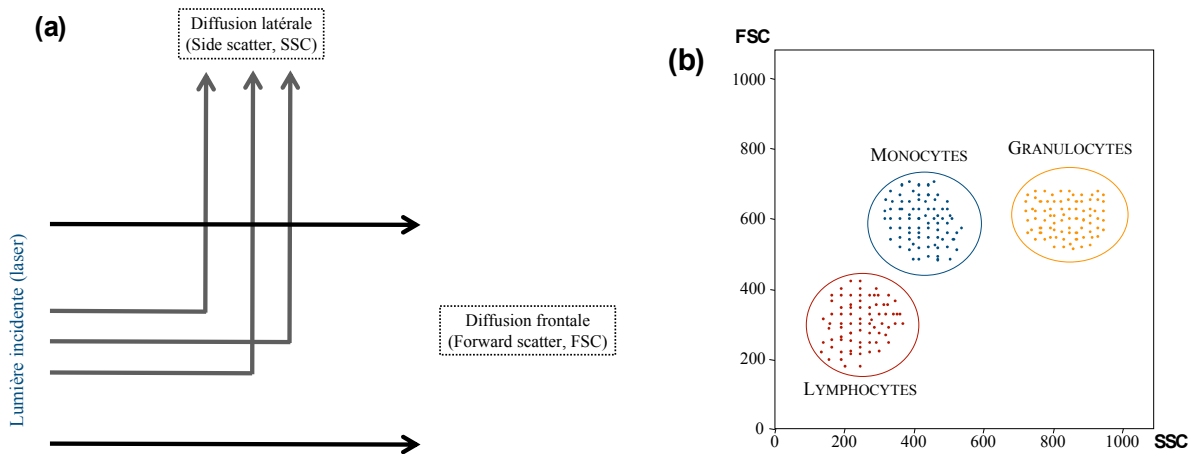 (a)
Diffusion latérale
(Side scatter, SSC)
Lumière incidente (laser)
Diffusion frontale
(Forward scatter, FSC)
(b)
FSC
1000
800
600
400
200
0
MONOCYTES
GRANULOCYTES
LYMPHOCYTES
0 200 400 600 800 1000 SSC